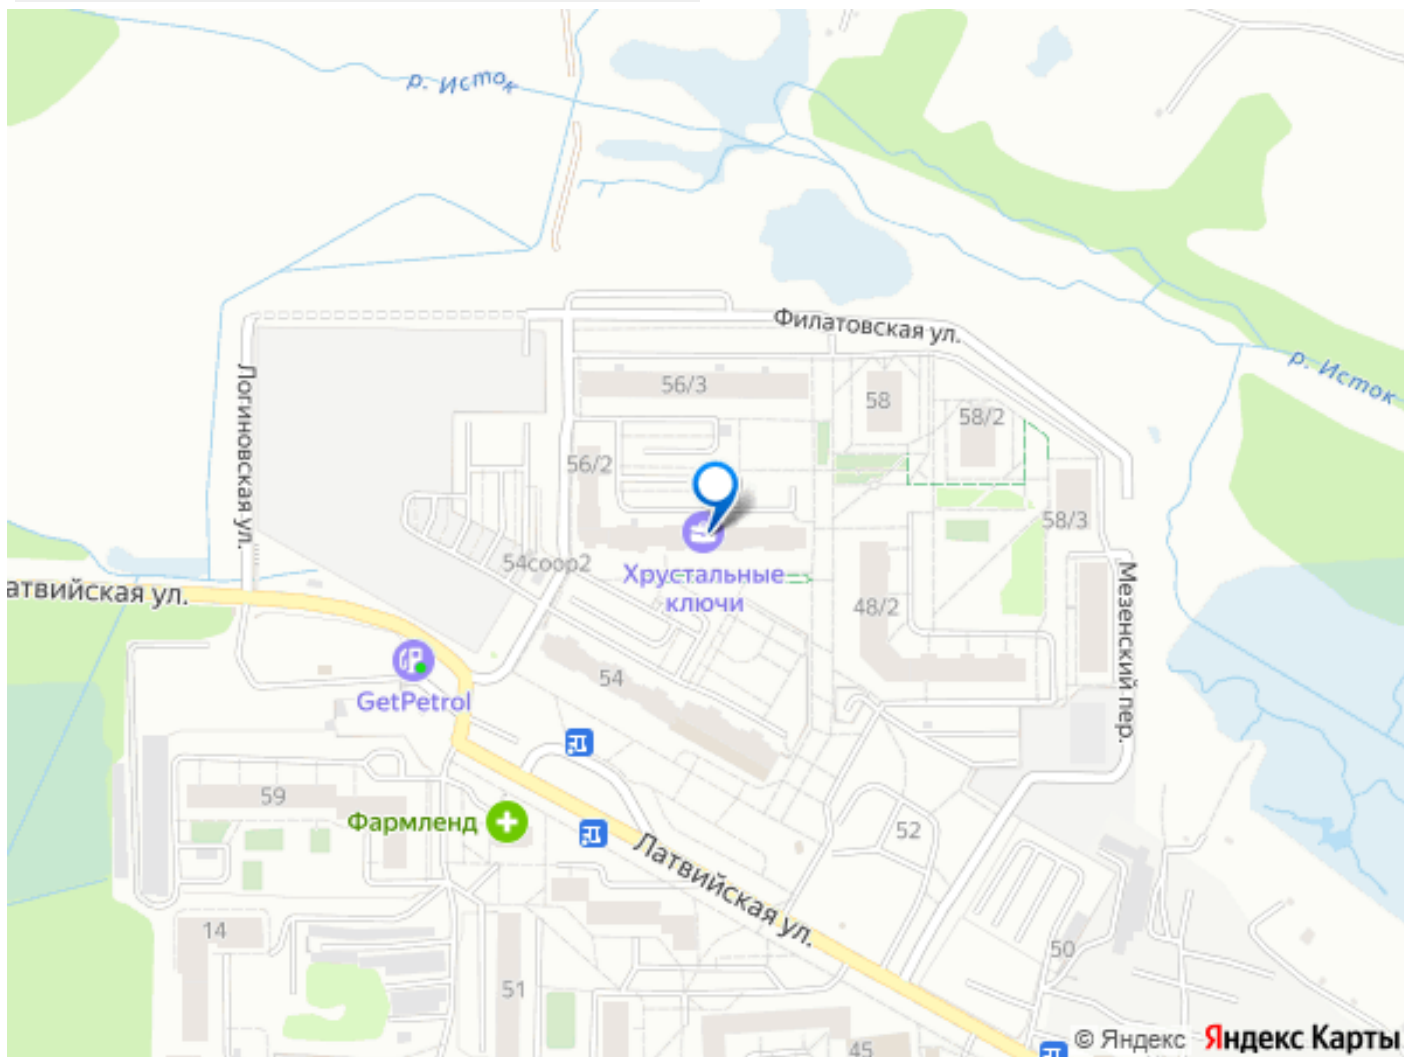 р. Исток
Филатовская ул.
р. Исток
Логиновская ул.
56/3
58
58/2
56/2
58/3
54соор2
Хрустальные
ключи
атвийская ул.
48/2
Мезенский пер.
GetPetrol
54
59
Фармленд
52
Латвийская ул.
14
50
51
45
© Яндекс Яндекс Карты